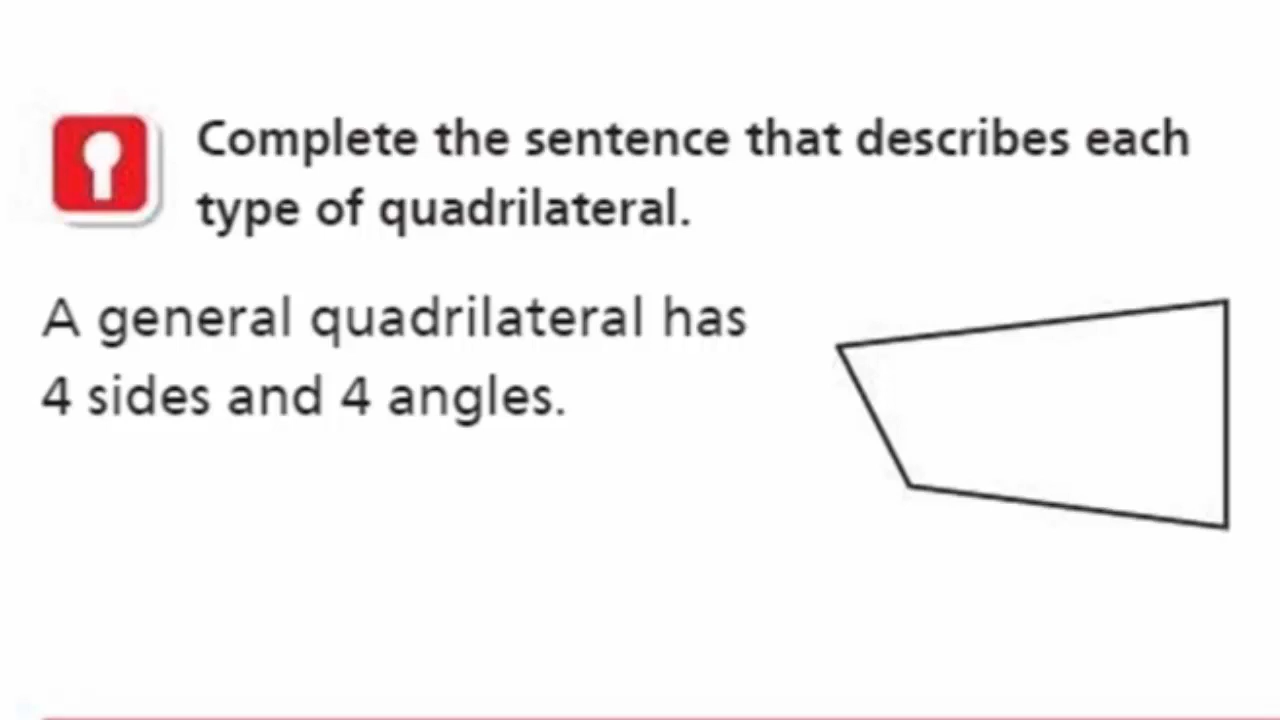 Complete the sentence that describes each
type of quadrilateral.
A general quadrilateral has
4 sides and 4 angles.